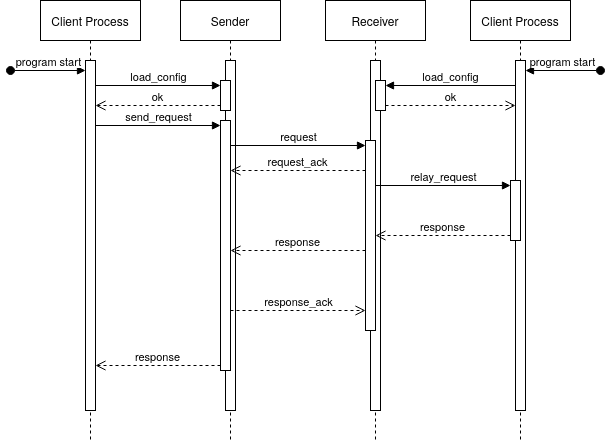 Client Process
Sender
Receiver
Client Process
program start
program start
load_config
load_config
ok
ok
send_request
request
request_ack
relay_request
response
response
response_ack
response